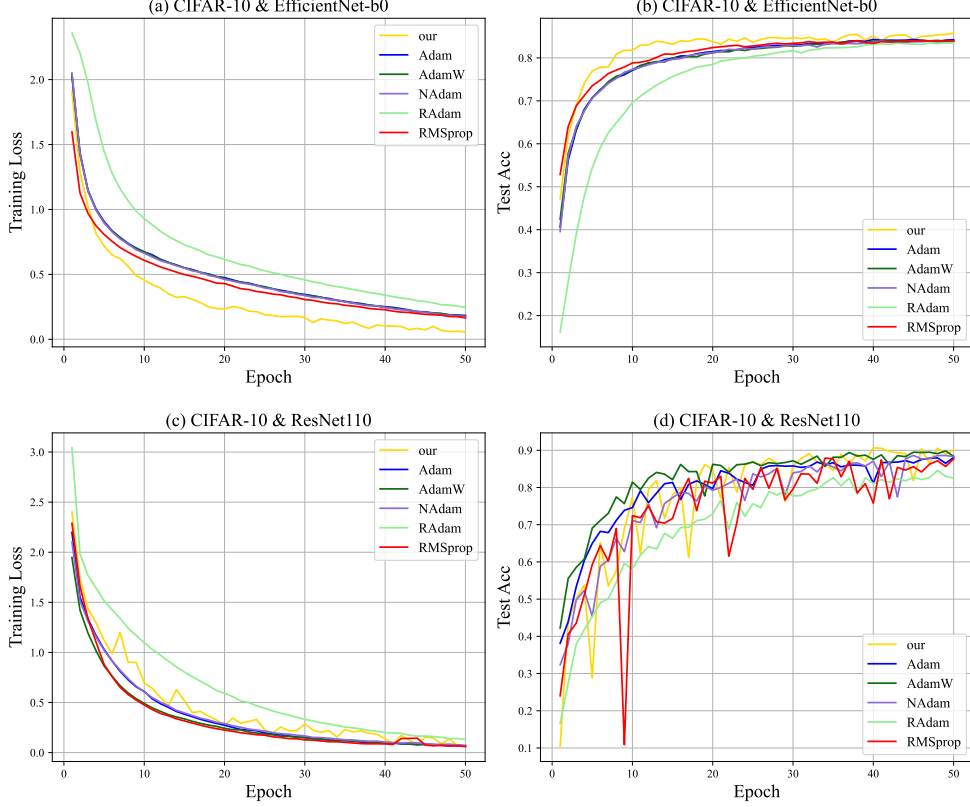 (a) CIFAR-10 & EfficientNet-b0
Training Loss
2.0
1.5
1.0
0.5
0.0
0 10 20 30 40 50
Epoch
our
Adam
AdamW
NAdam
RAdam
RMSprop
(b) CIFAR-10 & EfficientNet-b0
Test Acc
0.8
0.7
0.6
0.5
0.4
0.3
0.2
0 10 20 30 40 50
Epoch
our
Adam
AdamW
NAdam
RAdam
RMSprop
(c) CIFAR-10 & ResNet110
Training Loss
3.0
2.5
2.0
1.5
1.0
0.5
0.0
0 10 20 30 40 50
Epoch
our
Adam
AdamW
NAdam
RAdam
RMSprop
(d) CIFAR-10 & ResNet110
Test Acc
0.9
0.8
0.7
0.6
0.5
0.4
0.3
0.2
0.1
0 10 20 30 40 50
Epoch
our
Adam
AdamW
NAdam
RAdam
RMSprop